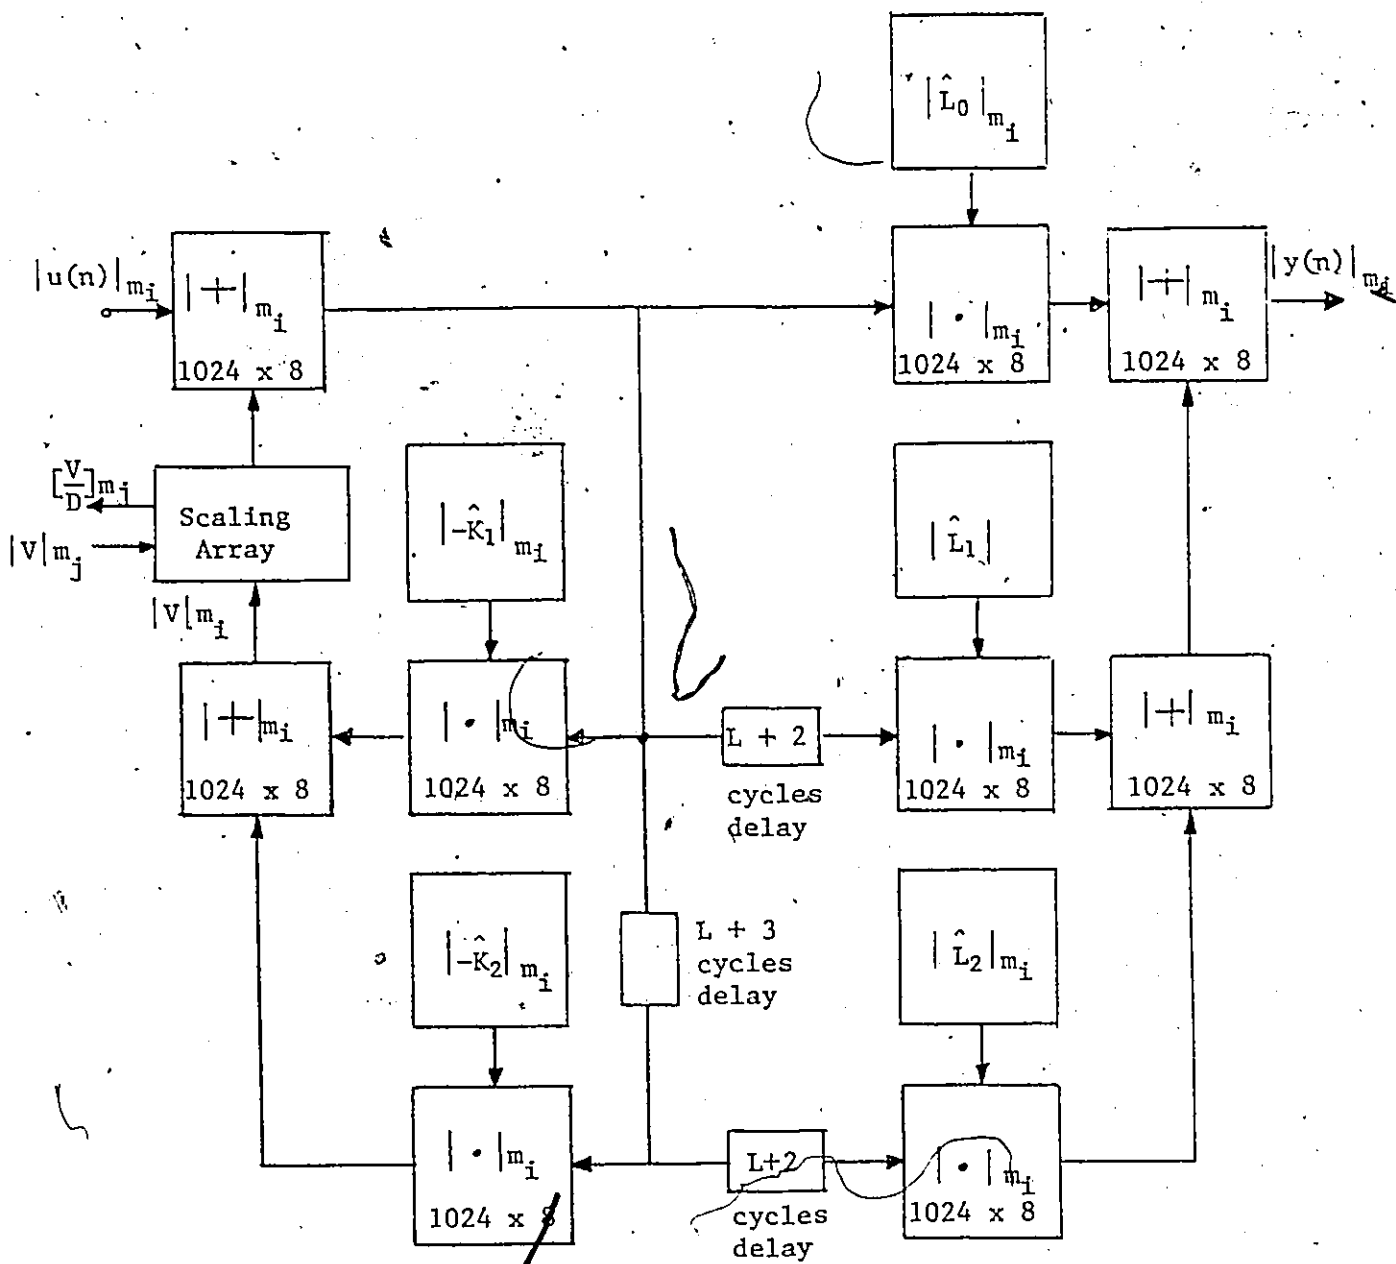 |L̂₀|mᵢ
|u(n)|mᵢ
|+|mᵢ
1024 x 8
|·|mᵢ
1024 x 8
|+|mᵢ
1024 x 8
|y(n)|mᵢ
[V/D]mⱼ
|V|mⱼ
Scaling
Array
|V|mᵢ
|-K̂₁|mᵢ
|L̂₁|
|+|mᵢ
1024 x 8
|·|mᵢ
1024 x 8
L + 2
cycles
delay
|·|mᵢ
1024 x 8
|+|mᵢ
1024 x 8
|-K̂₂|mᵢ
L + 3
cycles
delay
|L̂₂|mᵢ
|·|mᵢ
1024 x 8
L+2
cycles
delay
|·|mᵢ
1024 x 8